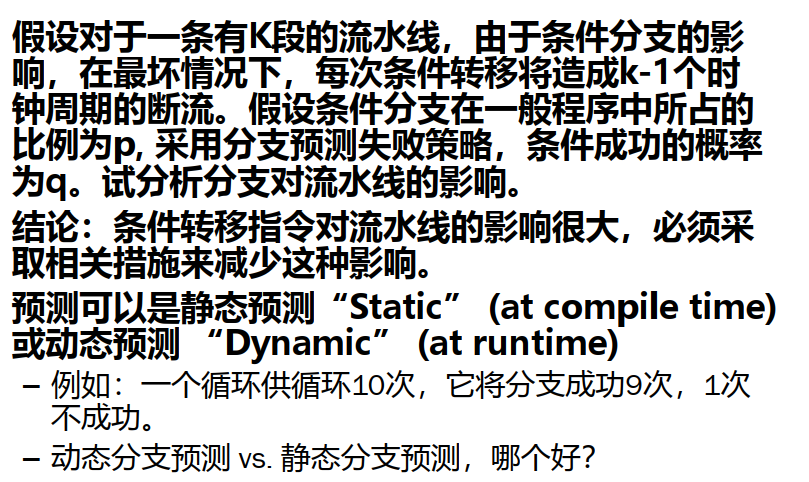 假设对于一条有K段的流水线，由于条件分支的影
响，在最坏情况下，每次条件转移将造成k-1个时
钟周期的断流。假设条件分支在一般程序中所占的
比例为p, 采用分支预测失败策略，条件成功的概率
为q。试分析分支对流水线的影响。
结论：条件转移指令对流水线的影响很大，必须采
取相关措施来减少这种影响。
预测可以是静态预测“Static” (at compile time)
或动态预测 “Dynamic” (at runtime)
– 例如：一个循环供循环10次，它将分支成功9次，1次
不成功。
– 动态分支预测 vs. 静态分支预测，哪个好？